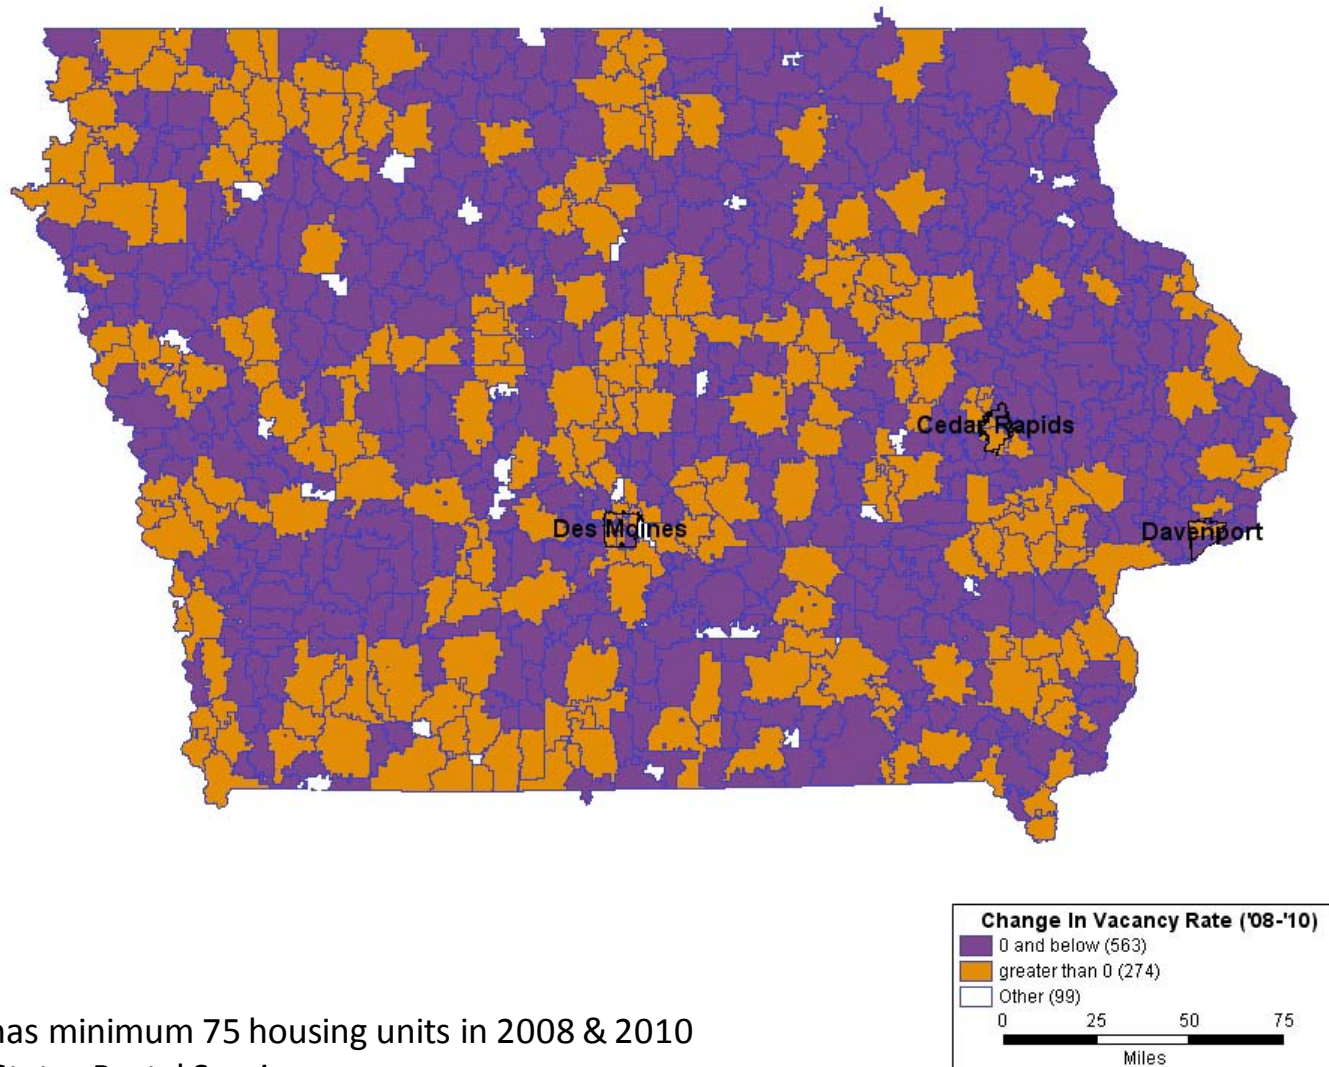 Cedar Rapids
Des Moines
Davenport
Change In Vacancy Rate ('08-'10)
0 and below (563)
greater than 0 (274)
Other (99)
0 25 50 75
Miles
has minimum 75 housing units in 2008 & 2010